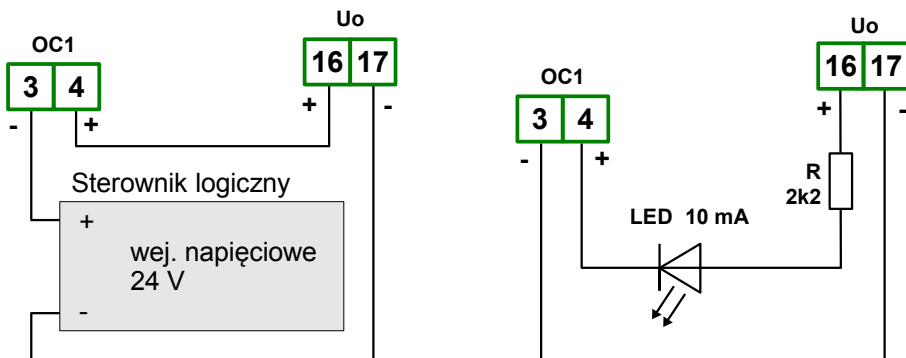 Uo
OC1
16 17
3 4
+ -
- +
Sterownik logiczny
+
wej. napięciowe
24 V
-
Uo
16 17
OC1
+ -
3 4
- +
R
2k2
LED 10 mA